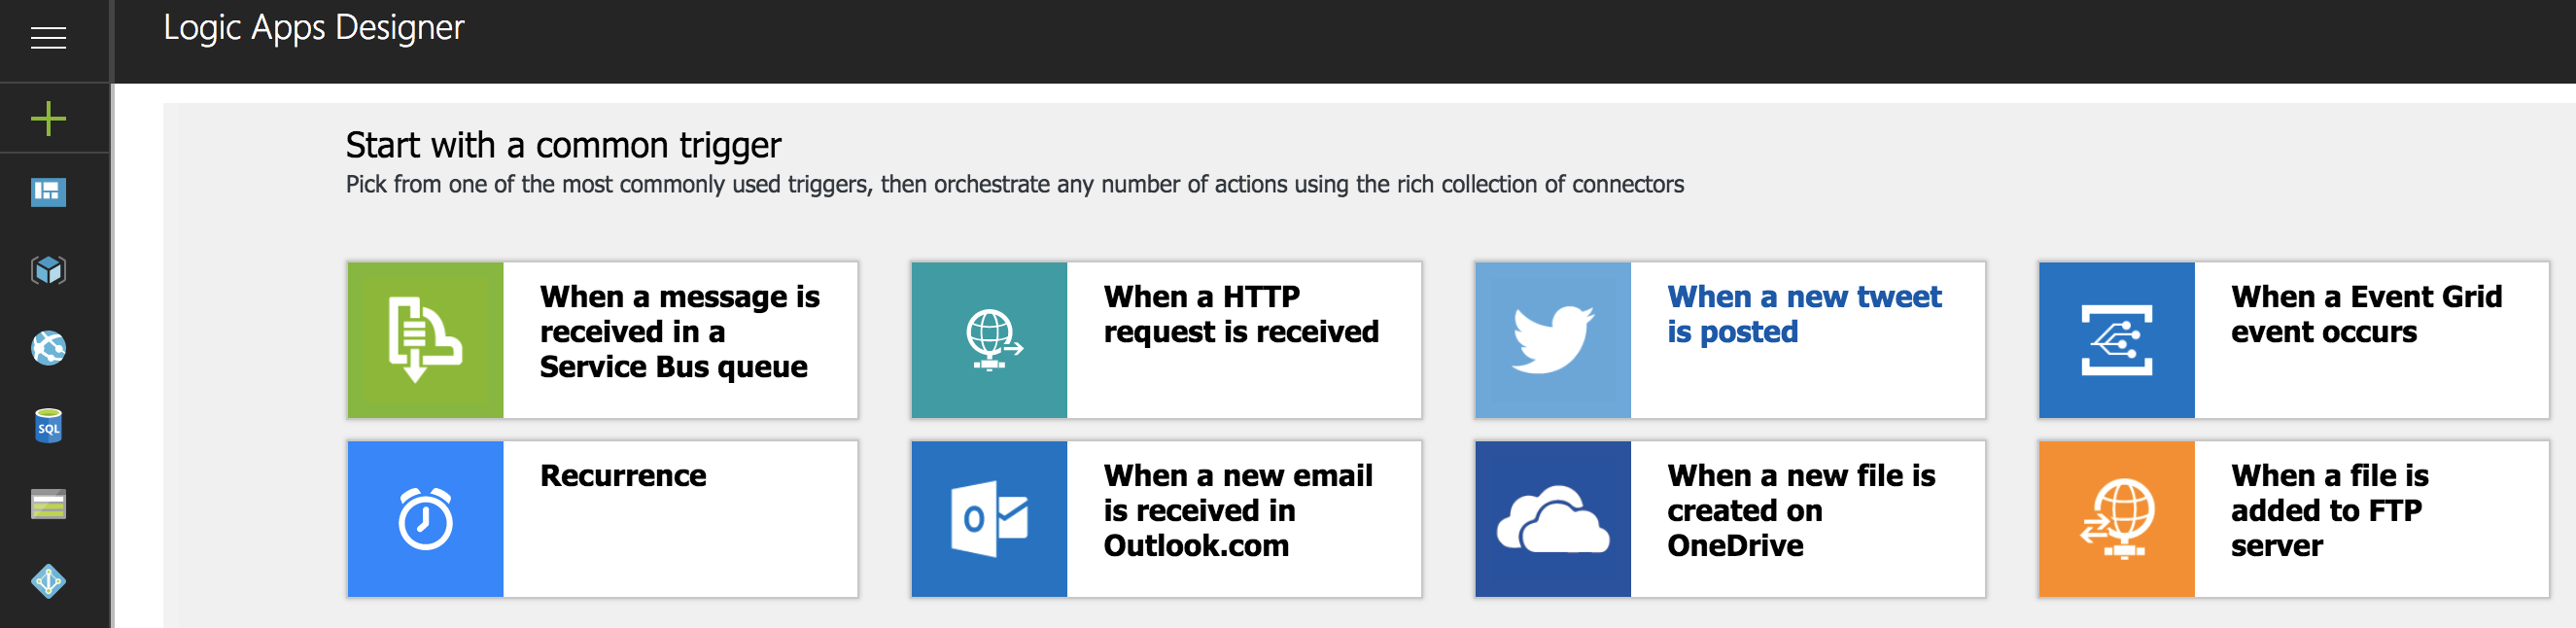 Logic Apps Designer
Start with a common trigger
Pick from one of the most commonly used triggers, then orchestrate any number of actions using the rich collection of connectors
When a message is
received in a
Service Bus queue
When a HTTP
request is received
When a new tweet
is posted
When a Event Grid
event occurs
SQL
Recurrence
When a new email
is received in
Outlook.com
When a new file is
created on
OneDrive
When a file is
added to FTP
server